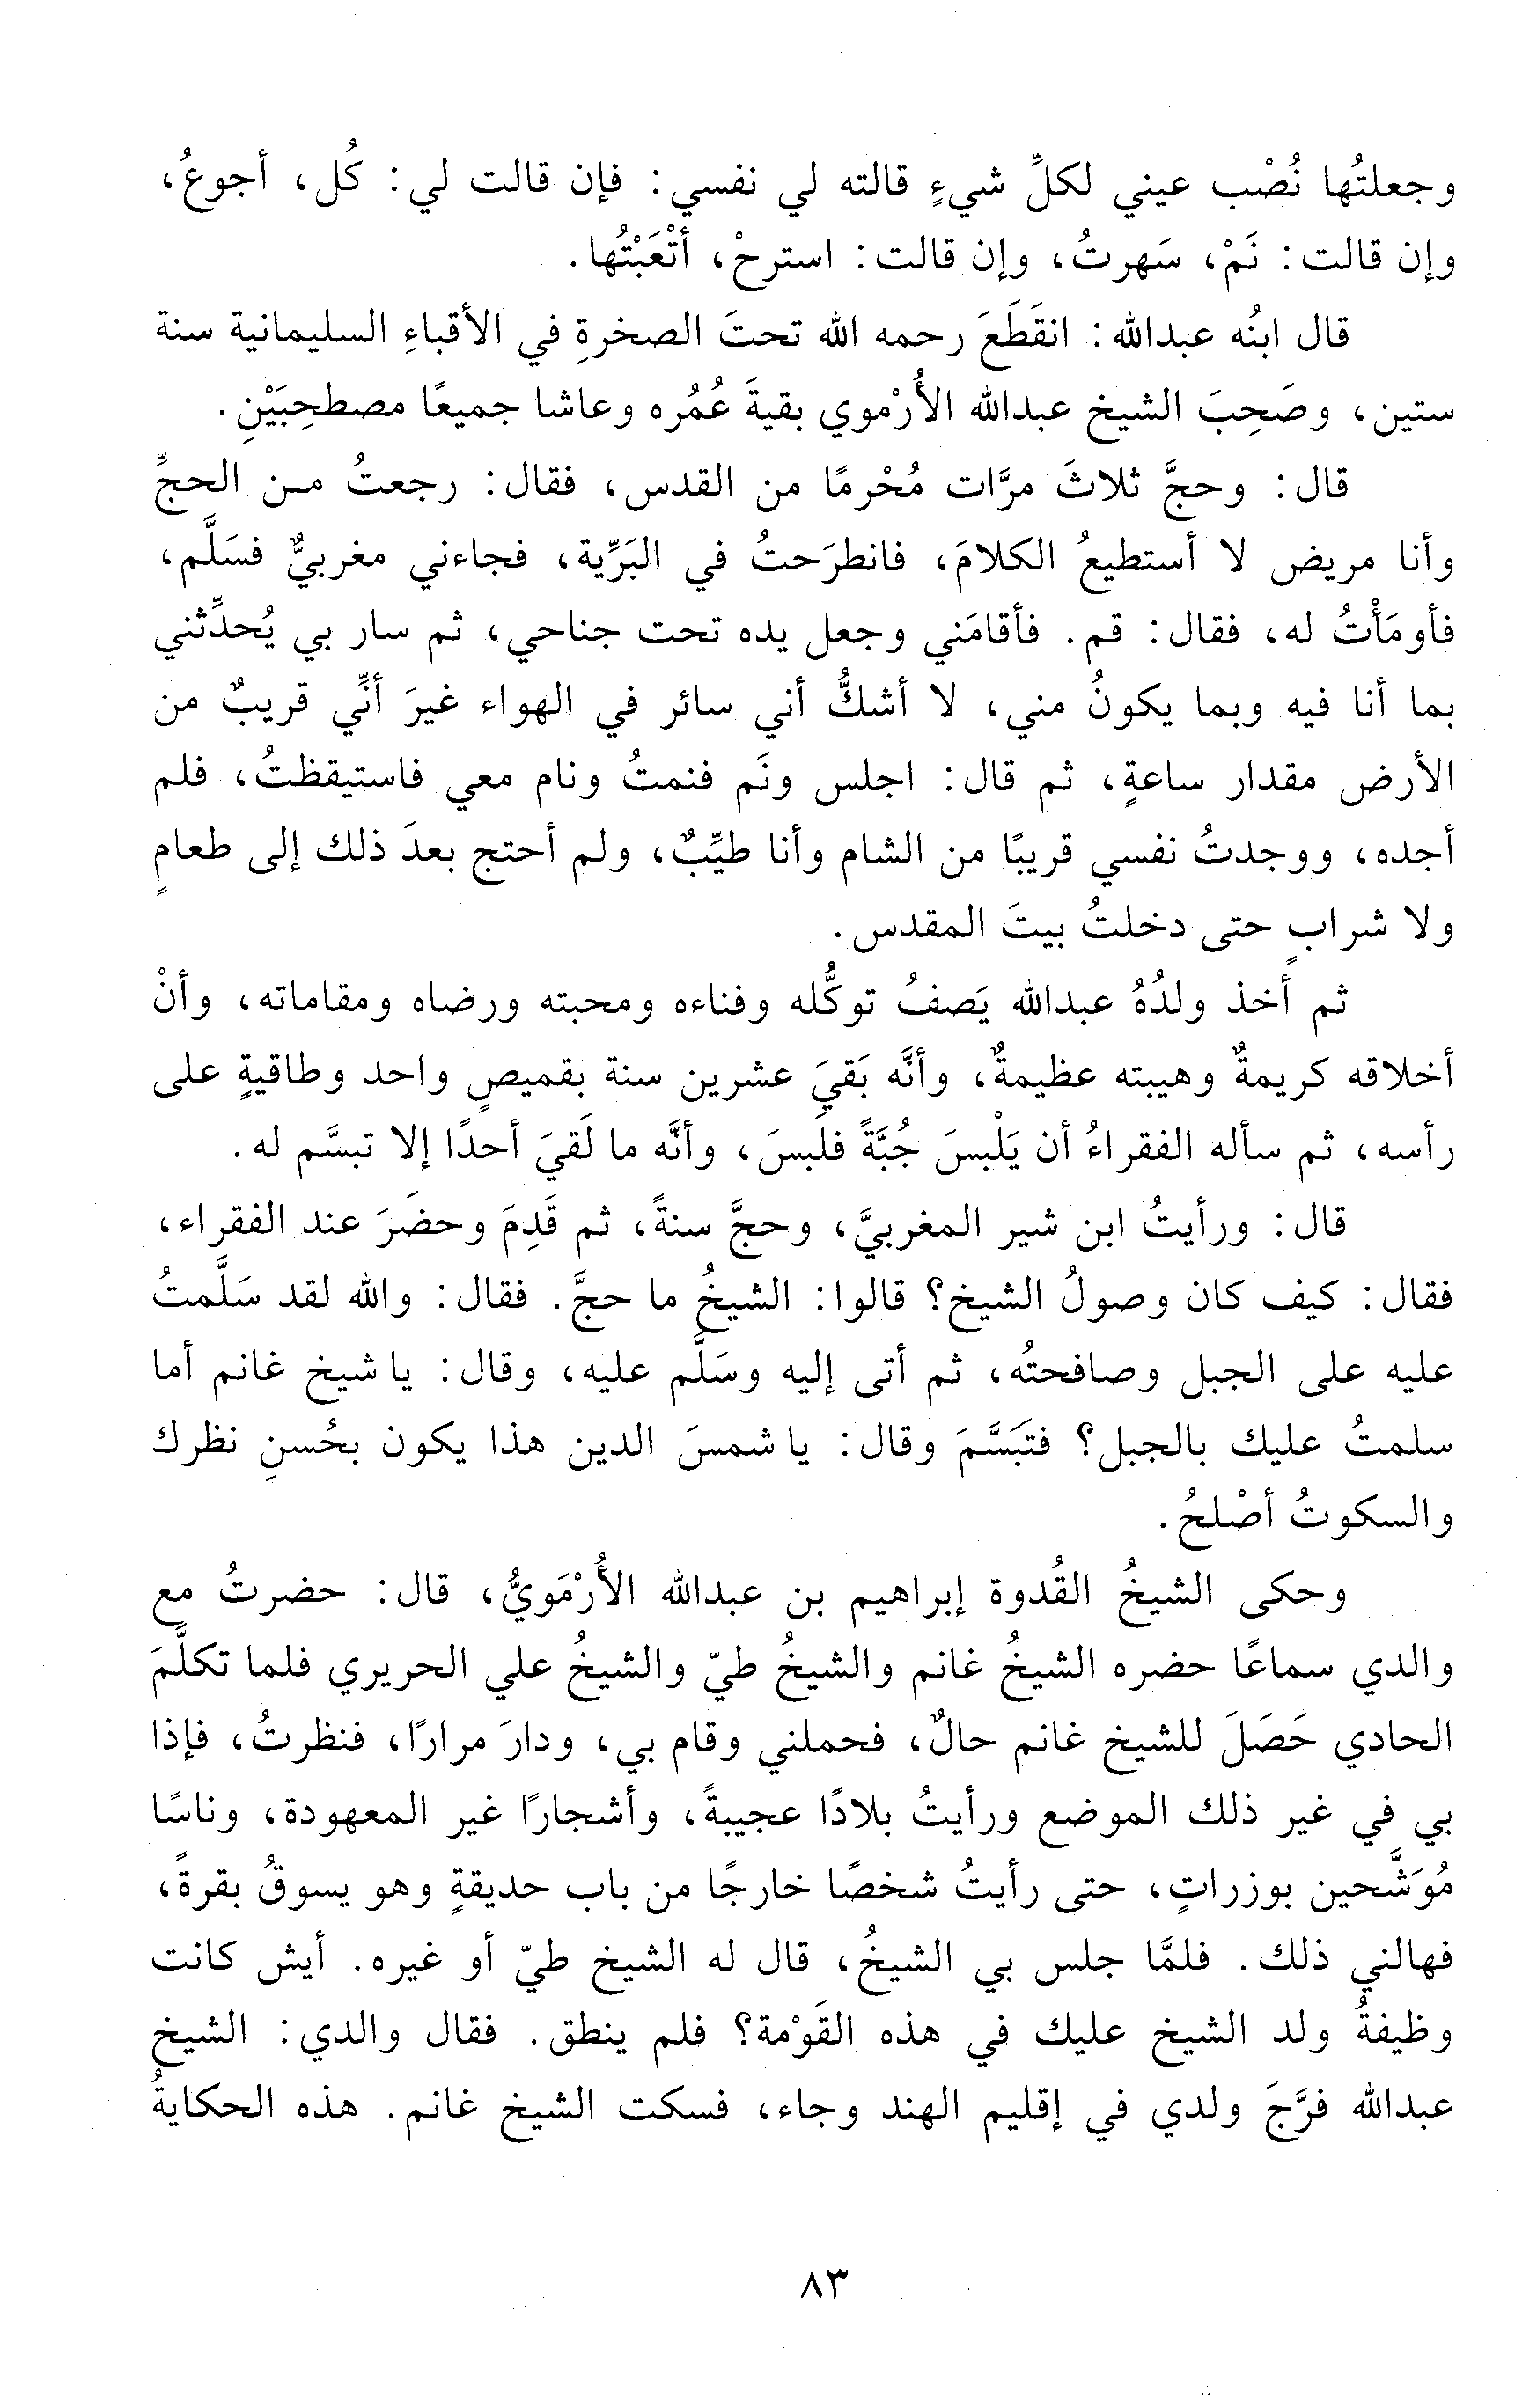 وجعلتُها نُصْب عيني لكلِّ شيءٍ قالته لي نفسي: فإن قالت لي: كُل، أجوعُ،
وإن قالت: نَمْ، سَهرتُ، وإن قالت: استرحْ، أتْعَبْتُها.
قال ابنُه عبدالله: انقَطَعَ رحمه الله تحتَ الصخرةِ في الأقباءِ السليمانية سنة
ستين، وصَحِبَ الشيخ عبدالله الأُرْموي بقيةَ عُمُره وعاشا جميعًا مصطحِبَيْنِ.
قال: وحجَّ ثلاثَ مرَّات مُحْرمًا من القدس، فقال: رجعتُ مـن الحجِّ
وأنا مريض لا أستطيعُ الكلامَ، فانطرَحتُ في البَرِّية، فجاءني مغربيٌّ فسَلَّم،
فأومَأْتُ له، فقال: قم. فأقامَني وجعل يده تحت جناحي، ثم سار بي يُحدِّثني
بما أنا فيه وبما يكونُ مني، لا أشكُّ أني سائر في الهواء غيرَ أنِّي قريبٌ من
الأرض مقدار ساعةٍ، ثم قال: اجلس ونَم فنمتُ ونام معي فاستيقظتُ، فلم
أجده، ووجدتُ نفسي قريبًا من الشام وأنا طيِّبٌ، ولم أحتج بعدَ ذلك إلى طعامٍ
ولا شرابٍ حتى دخلتُ بيتَ المقدس.
ثم أخذ ولدُهُ عبدالله يَصفُ توكُّله وفناءه ومحبته ورضاه ومقاماته، وأنْ
أخلاقه كريمةٌ وهيبته عظيمةٌ، وأنَّه بَقيَ عشرين سنة بقميصٍ واحد وطاقيةٍ على
رأسه، ثم سأله الفقراءُ أن يَلْبسَ جُبَّةً فلَبسَ، وأنَّه ما لَقيَ أحدًا إلا تبسَّم له.
قال: ورأيتُ ابن شير المغربيَّ، وحجَّ سنةً، ثم قَدِمَ وحضَرَ عند الفقراء،
فقال: كيف كان وصولُ الشيخ؟ قالوا: الشيخُ ما حجَّ. فقال: والله لقد سَلَّمتُ
عليه على الجبل وصافحتُه، ثم أتى إليه وسَلَّم عليه، وقال: يا شيخ غانم أما
سلمتُ عليك بالجبل؟ فتَبَسَّمَ وقال: يا شمسَ الدين هذا يكون بحُسنِ نظرك
والسكوتُ أصْلحُ.
وحكى الشيخُ القُدوة إبراهيم بن عبدالله الأُرْمَويُّ، قال: حضرتُ مع
والدي سماعًا حضره الشيخُ غانم والشيخُ طيّ والشيخُ علي الحريري فلما تكلَّمَ
الحادي حَصَلَ للشيخ غانم حالٌ، فحملني وقام بي، ودارَ مرارًا، فنظرتُ، فإذا
بي في غير ذلك الموضع ورأيتُ بلادًا عجيبةً، وأشجارًا غير المعهودة، وناسًا
مُوَشَّحين بوزراتٍ، حتى رأيتُ شخصًا خارجًا من باب حديقةٍ وهو يسوقُ بقرةً،
فهالني ذلك. فلمَّا جلس بي الشيخُ، قال له الشيخ طيّ أو غيره. أيش كانت
وظيفةُ ولد الشيخ عليك في هذه القَوْمة؟ فلم ينطق. فقال والدي: الشيخ
عبدالله فرَّجَ ولدي في إقليم الهند وجاء، فسكت الشيخ غانم. هذه الحكايةُ
٨٣